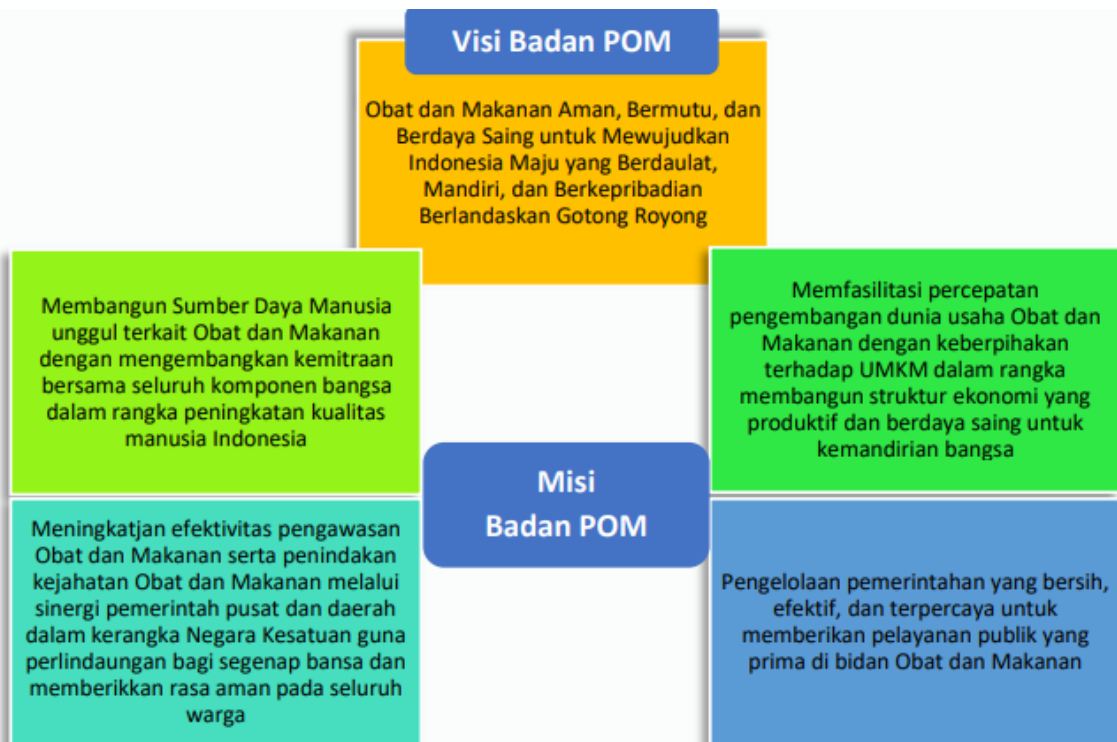 Visi Badan POM
Obat dan Makanan Aman, Bermutu, dan
Berdaya Saing untuk Mewujudkan
Indonesia Maju yang Berdaulat,
Mandiri, dan Berkepribadian
Berlandaskan Gotong Royong
Membangun Sumber Daya Manusia
unggul terkait Obat dan Makanan
dengan mengembangkan kemitraan
bersama seluruh komponen bangsa
dalam rangka peningkatan kualitas
manusia Indonesia
Memfasilitasi percepatan
pengembangan dunia usaha Obat dan
Makanan dengan keberpihakan
terhadap UMKM dalam rangka
membangun struktur ekonomi yang
produktif dan berdaya saing untuk
kemandirian bangsa
Misi
Badan POM
Meningkatjan efektivitas pengawasan
Obat dan Makanan serta penindakan
kejahatan Obat dan Makanan melalui
sinergi pemerintah pusat dan daerah
dalam kerangka Negara Kesatuan guna
perlindaungan bagi segenap bansa dan
memberikkan rasa aman pada seluruh
warga
Pengelolaan pemerintahan yang bersih,
efektif, dan terpercaya untuk
memberikan pelayanan publik yang
prima di bidan Obat dan Makanan